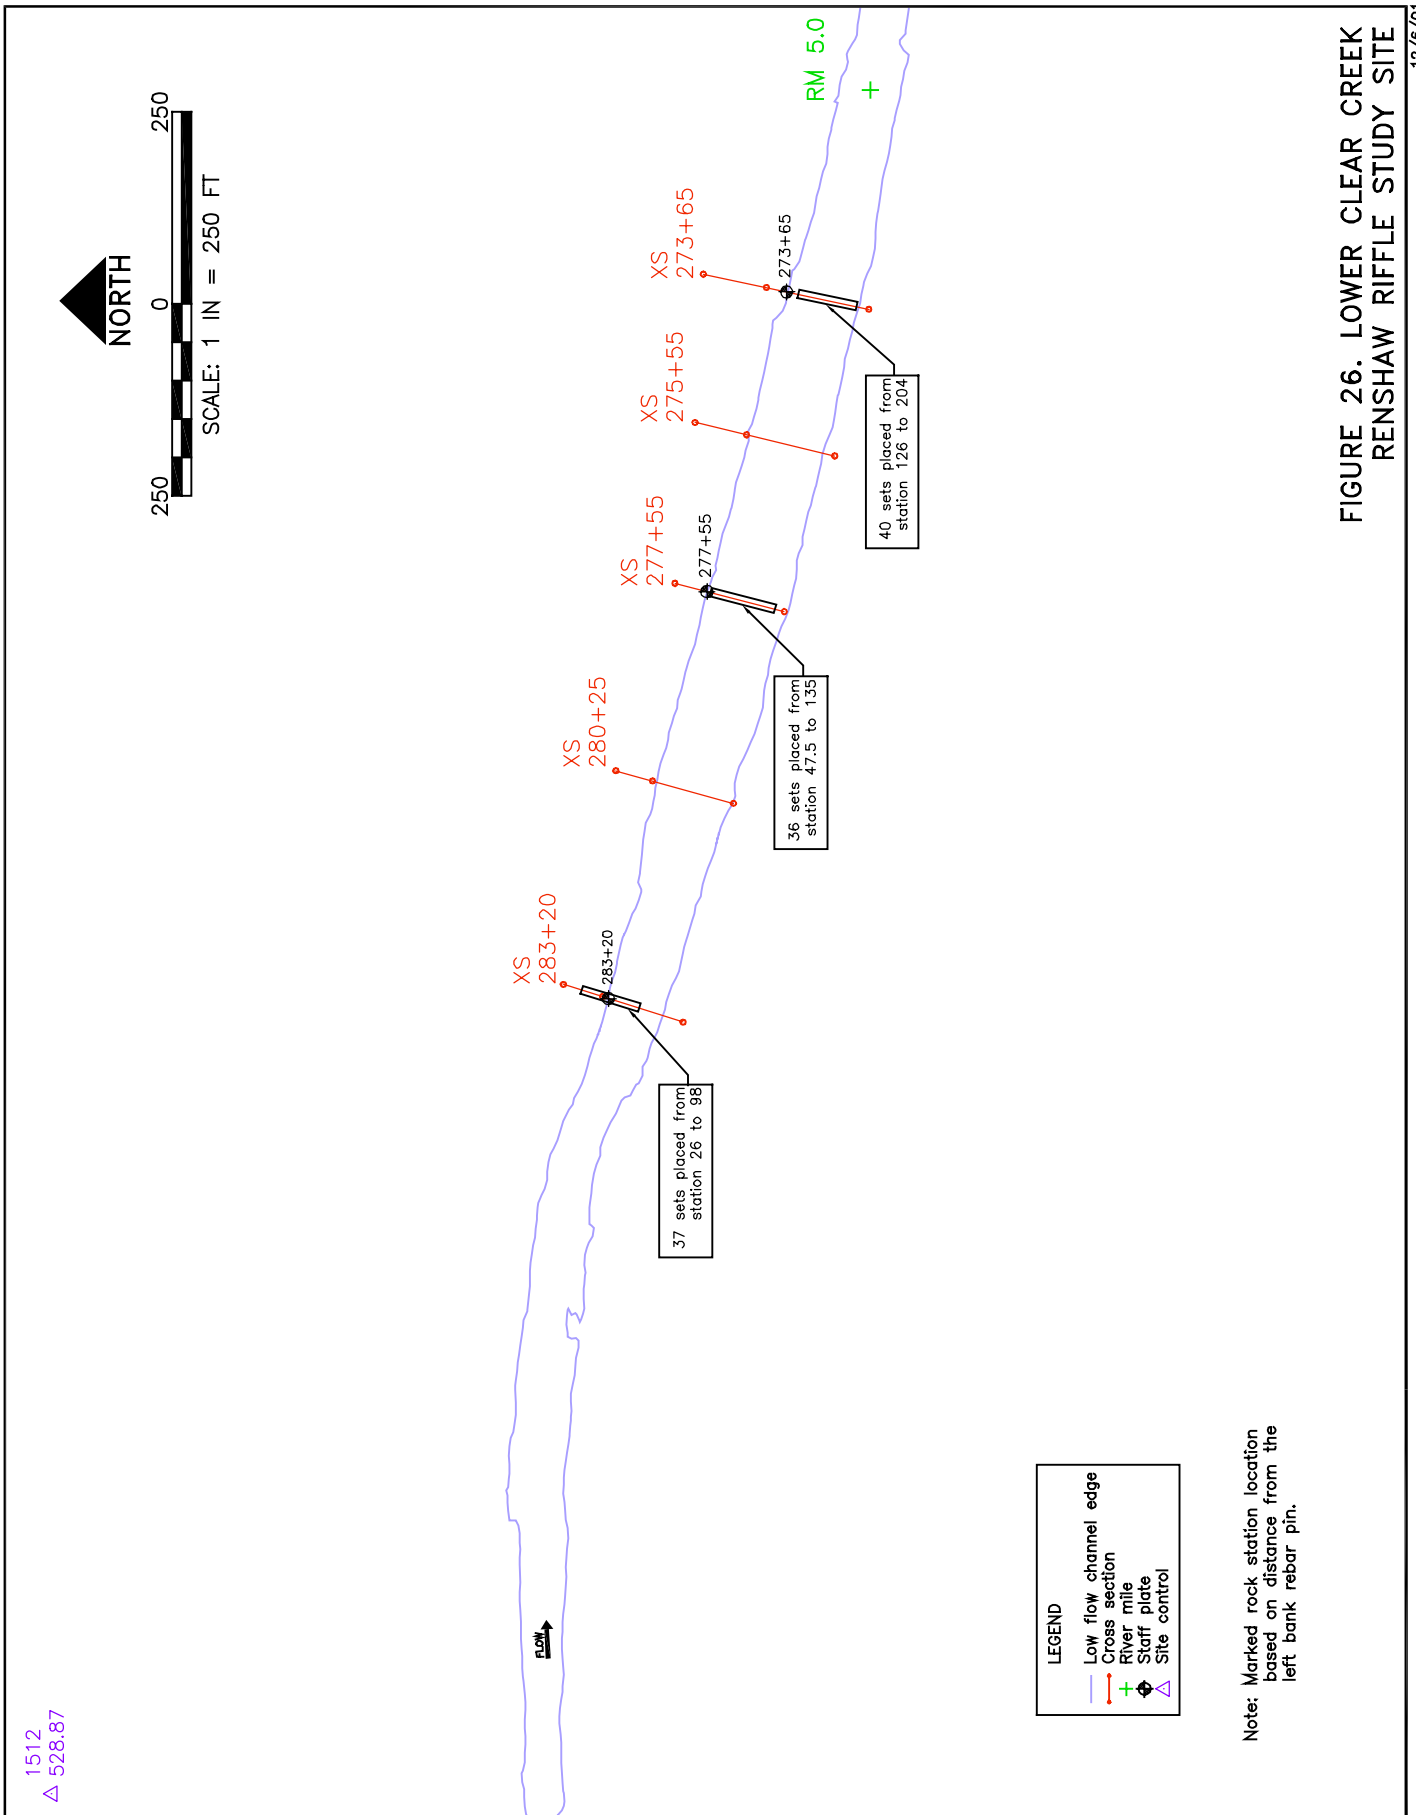 1512
528.87
FLOW
NORTH
250
0
250
SCALE: 1 IN = 250 FT
XS
283+20
283+20
37 sets placed from
station 26 to 98
XS
280+25
XS
277+55
277+55
36 sets placed from
station 47.5 to 135
XS
275+55
XS
273+65
273+65
40 sets placed from
station 126 to 204
RM 5.0
LEGEND
Low flow channel edge
Cross section
River mile
Staff plate
Site control
Note: Marked rock station location
based on distance from the
left bank rebar pin.
FIGURE 26. LOWER CLEAR CREEK
RENSHAW RIFFLE STUDY SITE